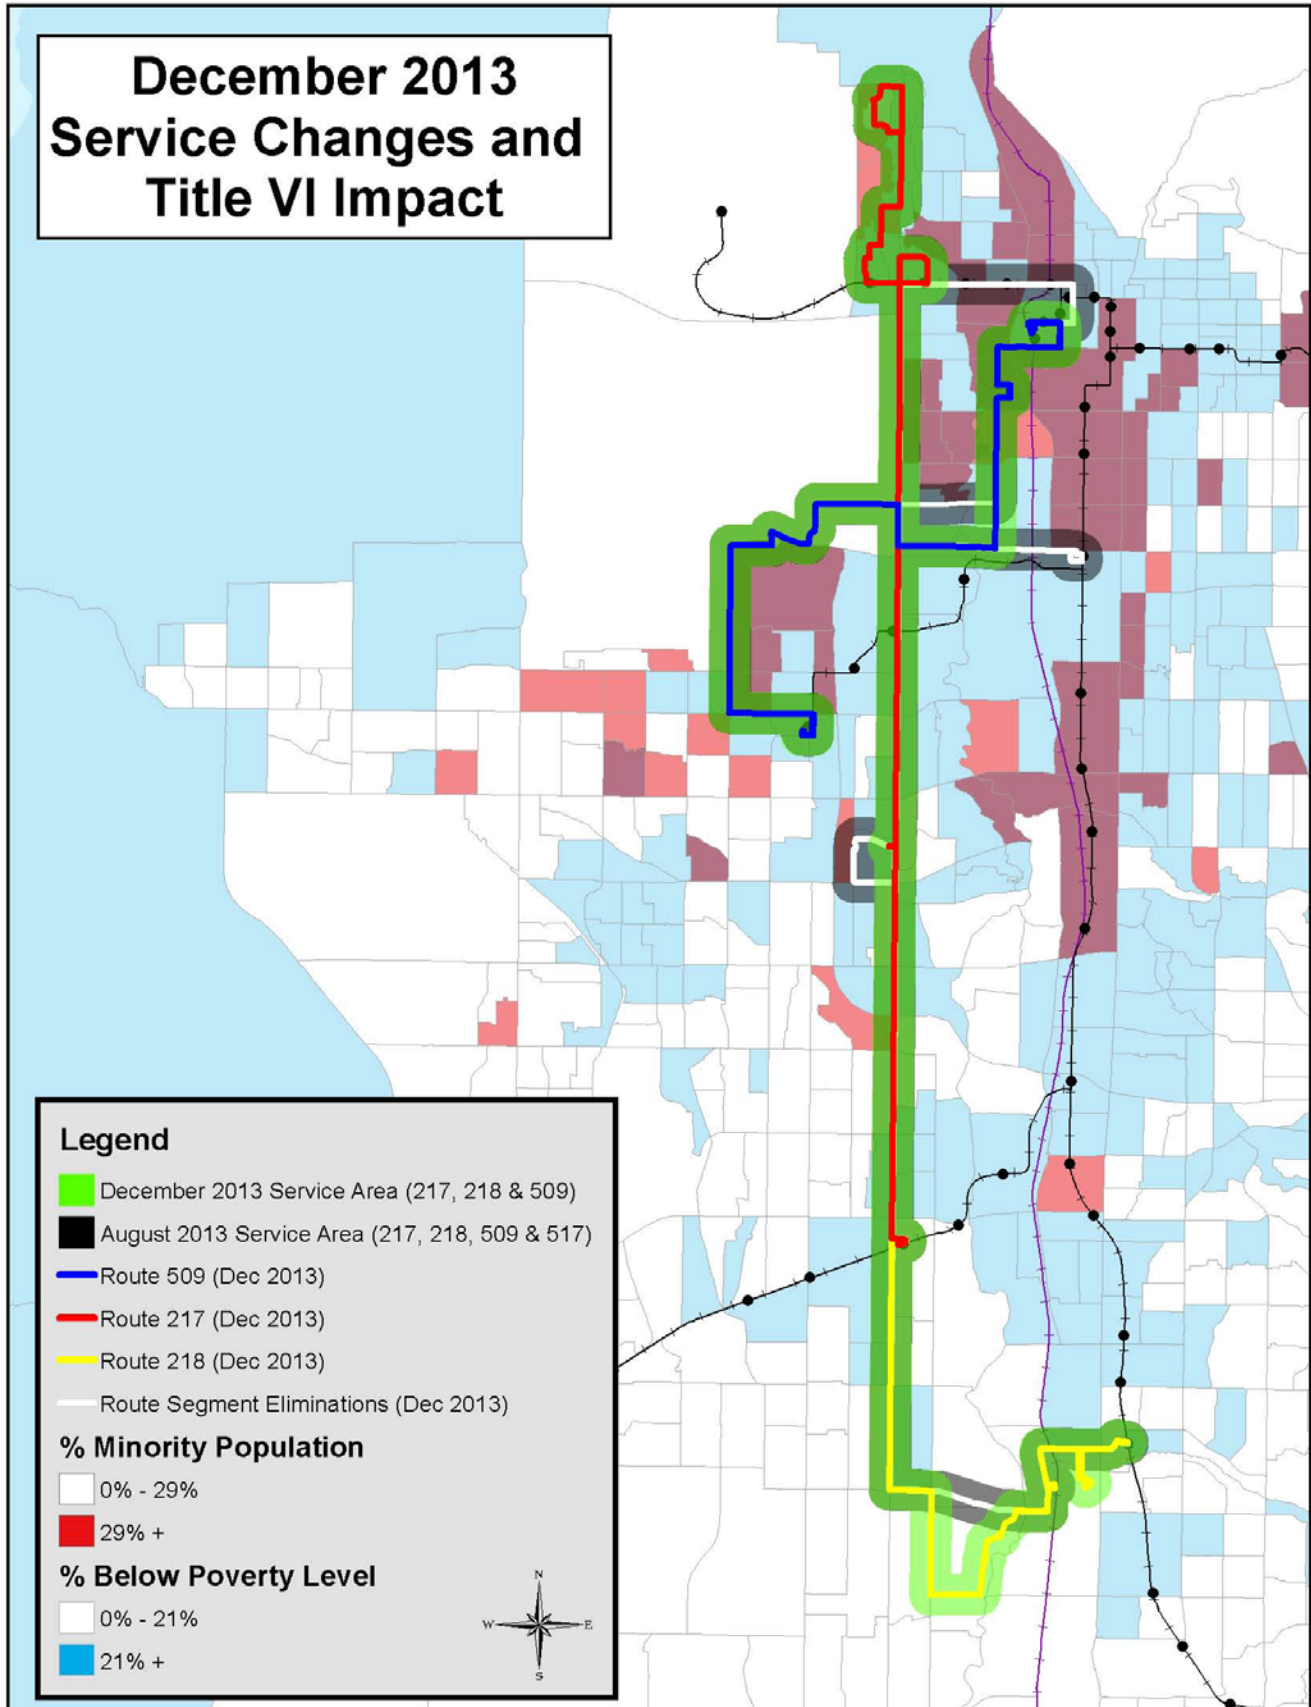 December 2013
Service Changes and
Title VI Impact
Legend
December 2013 Service Area (217, 218 & 509)
August 2013 Service Area (217, 218, 509 & 517)
Route 509 (Dec 2013)
Route 217 (Dec 2013)
Route 218 (Dec 2013)
Route Segment Eliminations (Dec 2013)
% Minority Population
0% - 29%
29% +
% Below Poverty Level
0% - 21%
21% +
N
W
E
S